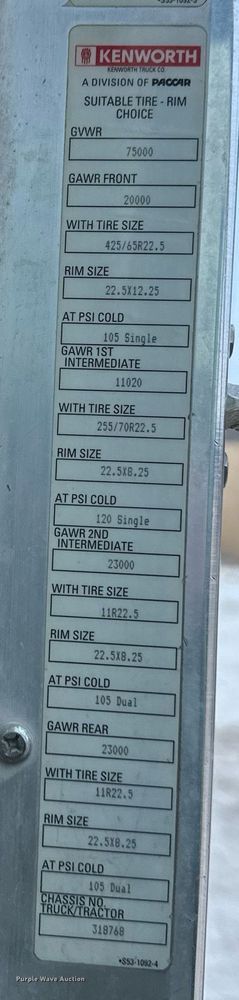 •S53-1092-3
KENWORTH
KENWORTH TRUCK CO.
A DIVISION OF PACCAR
SUITABLE TIRE - RIM
CHOICE
GVWR
75000
GAWR FRONT
20000
WITH TIRE SIZE
425/65R22.5
RIM SIZE
22.5X12.25
AT PSI COLD
105 Single
GAWR 1ST
INTERMEDIATE
11020
WITH TIRE SIZE
255/70R22.5
RIM SIZE
22.5X8.25
AT PSI COLD
120 Single
GAWR 2ND
INTERMEDIATE
23000
WITH TIRE SIZE
11R22.5
RIM SIZE
22.5X8.25
AT PSI COLD
105 Dual
GAWR REAR
23000
WITH TIRE SIZE
11R22.5
RIM SIZE
22.5X8.25
AT PSI COLD
105 Dual
CHASSIS NO.
TRUCK/TRACTOR
318768
•S53-1092-4
Purple Wave Auction